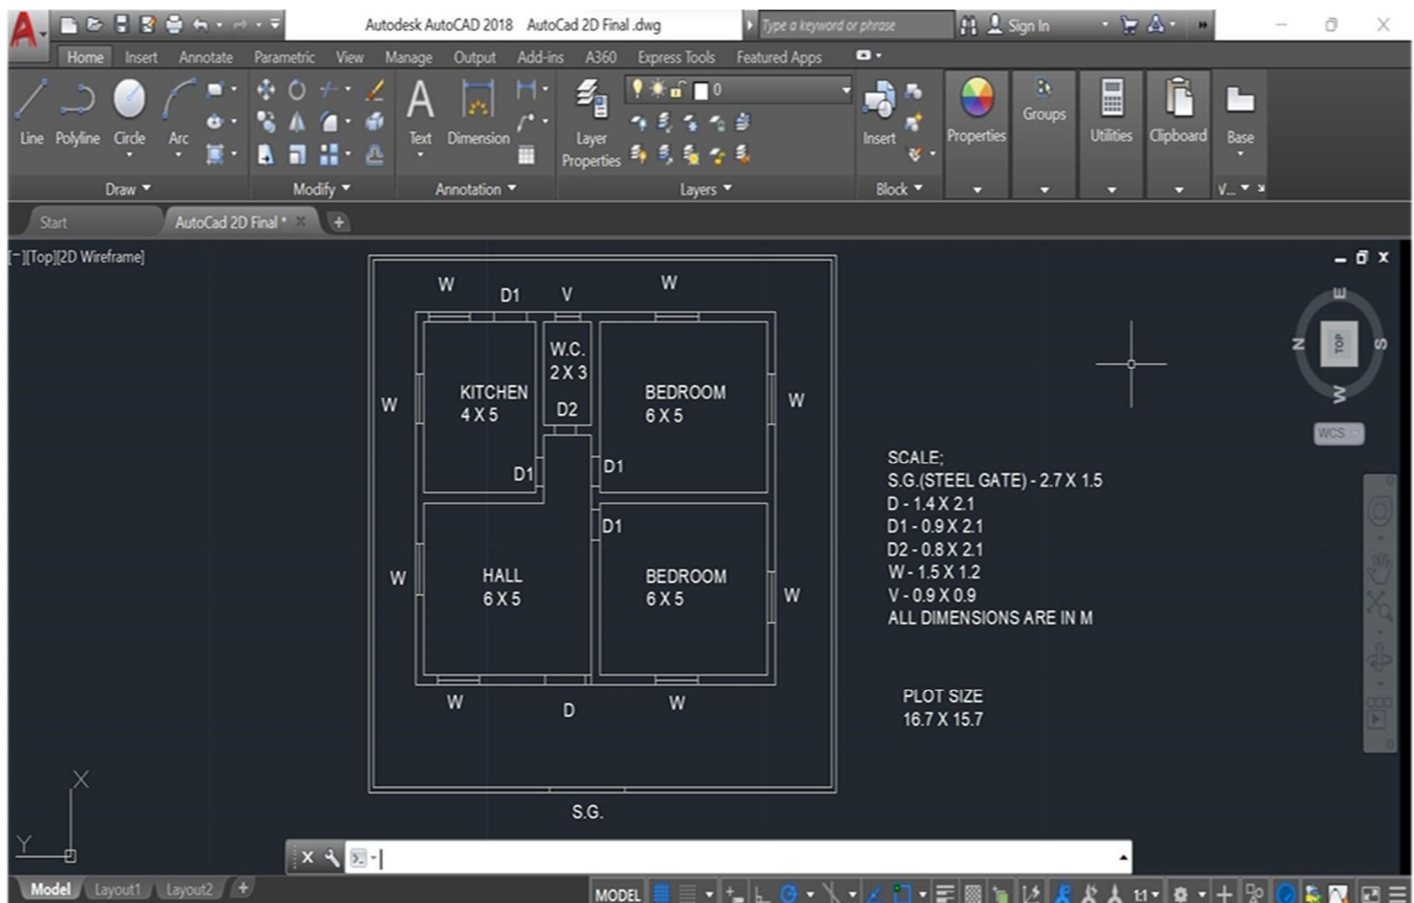 Autodesk AutoCAD 2018 AutoCad 2D Final .dwg
Type a keyword or phrase
Sign In
Home Insert Annotate Parametric View Manage Output Add-ins A360 Express Tools Featured Apps
0
Line Polyline Circle Arc
Text Dimension
Layer
Properties
Insert
Properties
Groups
Utilities
Clipboard
Base
Draw
Modify
Annotation
Layers
Block
V...
Start
AutoCad 2D Final*
[−][Top][2D Wireframe]
W D1 V W
W.C.
2 X 3
D2
KITCHEN
4 X 5
BEDROOM
6 X 5
W
W
D1
D1
D1
W
HALL
6 X 5
BEDROOM
6 X 5
W
W
D
W
S.G.
SCALE;
S.G.(STEEL GATE) - 2.7 X 1.5
D - 1.4 X 2.1
D1 - 0.9 X 2.1
D2 - 0.8 X 2.1
W - 1.5 X 1.2
V - 0.9 X 0.9
ALL DIMENSIONS ARE IN M
PLOT SIZE
16.7 X 15.7
E
N
TOP
S
W
WCS
X
Y
Model
Layout1
Layout2
MODEL
1:1